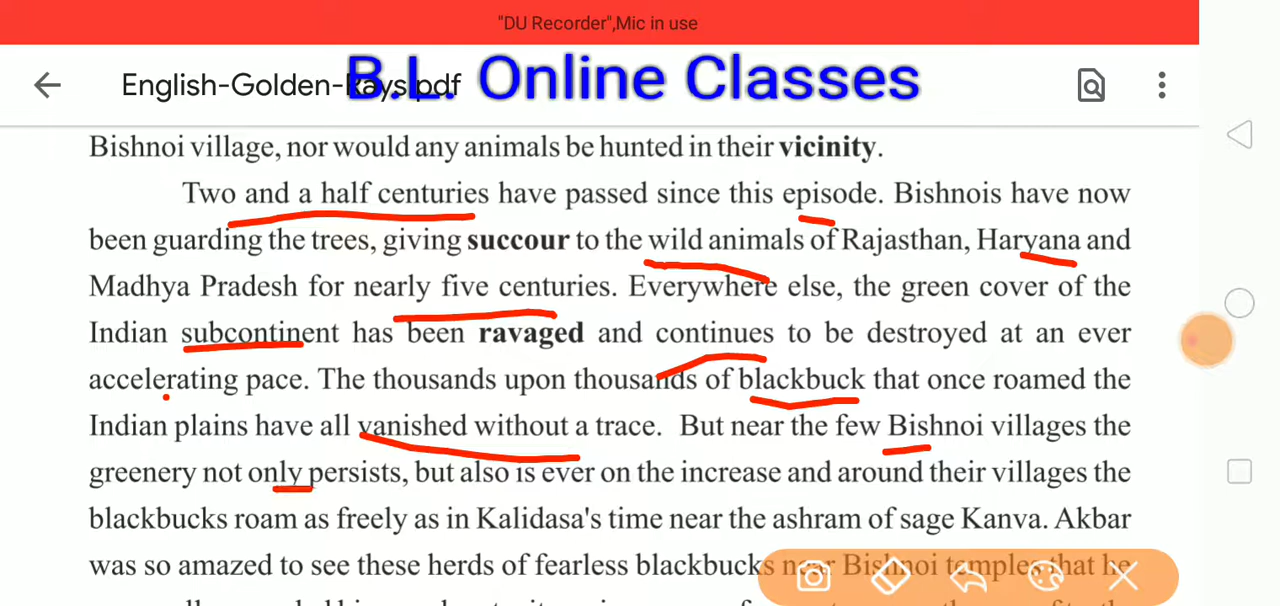 "DU Recorder",Mic in use
B.L. Online Classes
English-Golden-Rays.pdf
Bishnoi village, nor would any animals be hunted in their vicinity.
Two and a half centuries have passed since this episode. Bishnois have now
been guarding the trees, giving succour to the wild animals of Rajasthan, Haryana and
Madhya Pradesh for nearly five centuries. Everywhere else, the green cover of the
Indian subcontinent has been ravaged and continues to be destroyed at an ever
accelerating pace. The thousands upon thousands of blackbuck that once roamed the
Indian plains have all vanished without a trace. But near the few Bishnoi villages the
greenery not only persists, but also is ever on the increase and around their villages the
blackbucks roam as freely as in Kalidasa's time near the ashram of sage Kanva. Akbar
was so amazed to see these herds of fearless blackbucks near Bishnoi temples that he